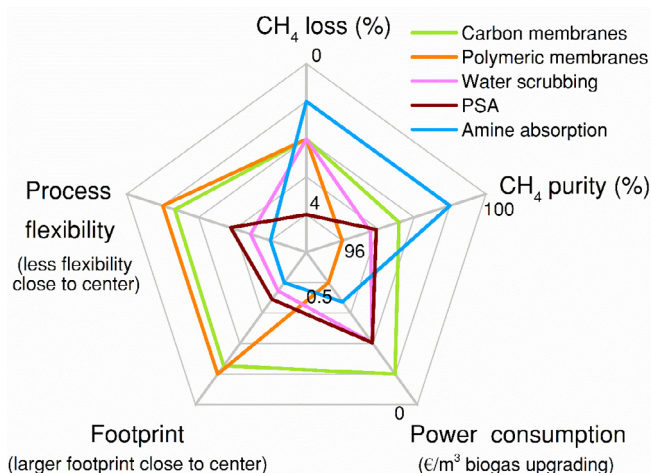 CH₄ loss (%)
0
Carbon membranes
Polymeric membranes
Water scrubbing
PSA
Amine absorption
CH₄ purity (%)
100
Process
flexibility
(less flexibility
close to center)
4
96
0.5
0
Footprint
(larger footprint close to center)
Power consumption
(€/m³ biogas upgrading)